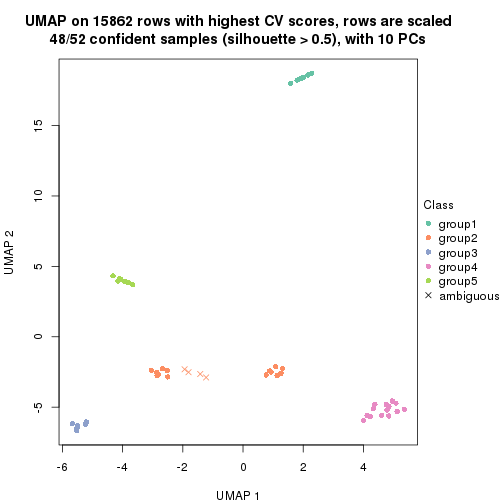 UMAP on 15862 rows with highest CV scores, rows are scaled
48/52 confident samples (silhouette > 0.5), with 10 PCs
UMAP 2
15
10
5
0
-5
-6
-4
-2
0
2
4
UMAP 1
Class
group1
group2
group3
group4
group5
ambiguous